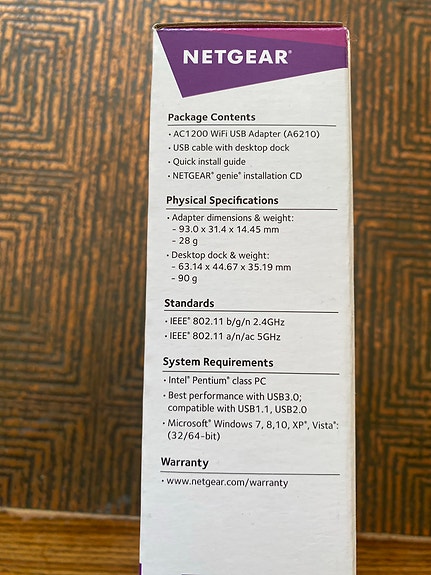 NETGEAR®
Package Contents
• AC1200 WiFi USB Adapter (A6210)
• USB cable with desktop dock
• Quick install guide
• NETGEAR® genie® installation CD
Physical Specifications
• Adapter dimensions & weight:
– 93.0 x 31.4 x 14.45 mm
– 28 g
• Desktop dock & weight:
– 63.14 x 44.67 x 35.19 mm
– 90 g
Standards
• IEEE® 802.11 b/g/n 2.4GHz
• IEEE® 802.11 a/n/ac 5GHz
System Requirements
• Intel® Pentium® class PC
• Best performance with USB3.0;
compatible with USB1.1, USB2.0
• Microsoft® Windows 7, 8,10, XP®, Vista®:
(32/64-bit)
Warranty
• www.netgear.com/warranty